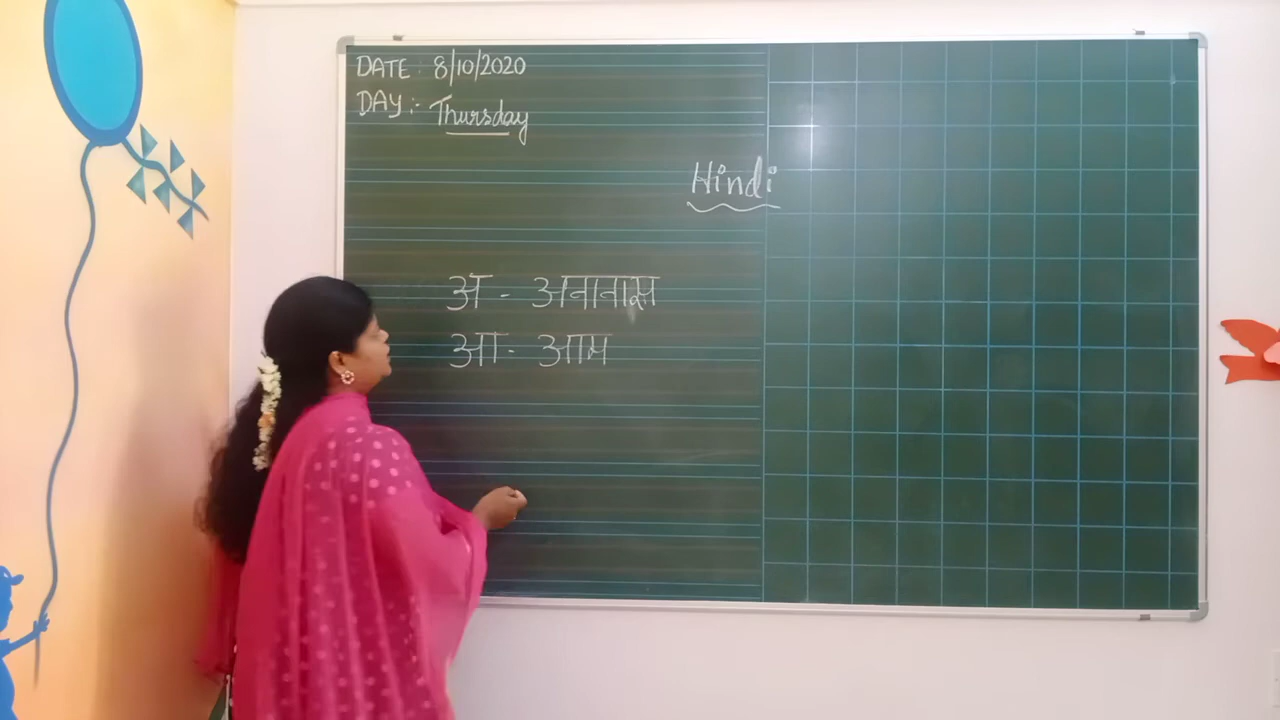 DATE : 8/10/2020
DAY :- Thursday
Hindi
अ - अनानास
आ - आम